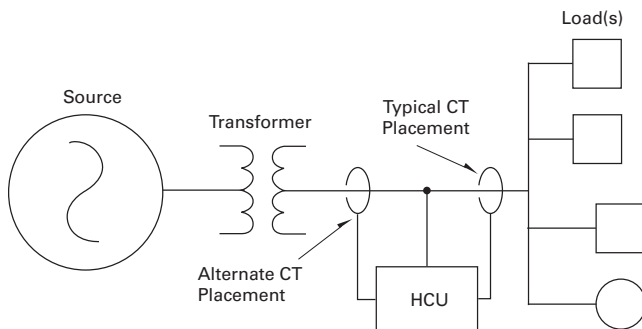 Load(s)
Source
Typical CT
Placement
Transformer
Alternate CT
Placement
HCU